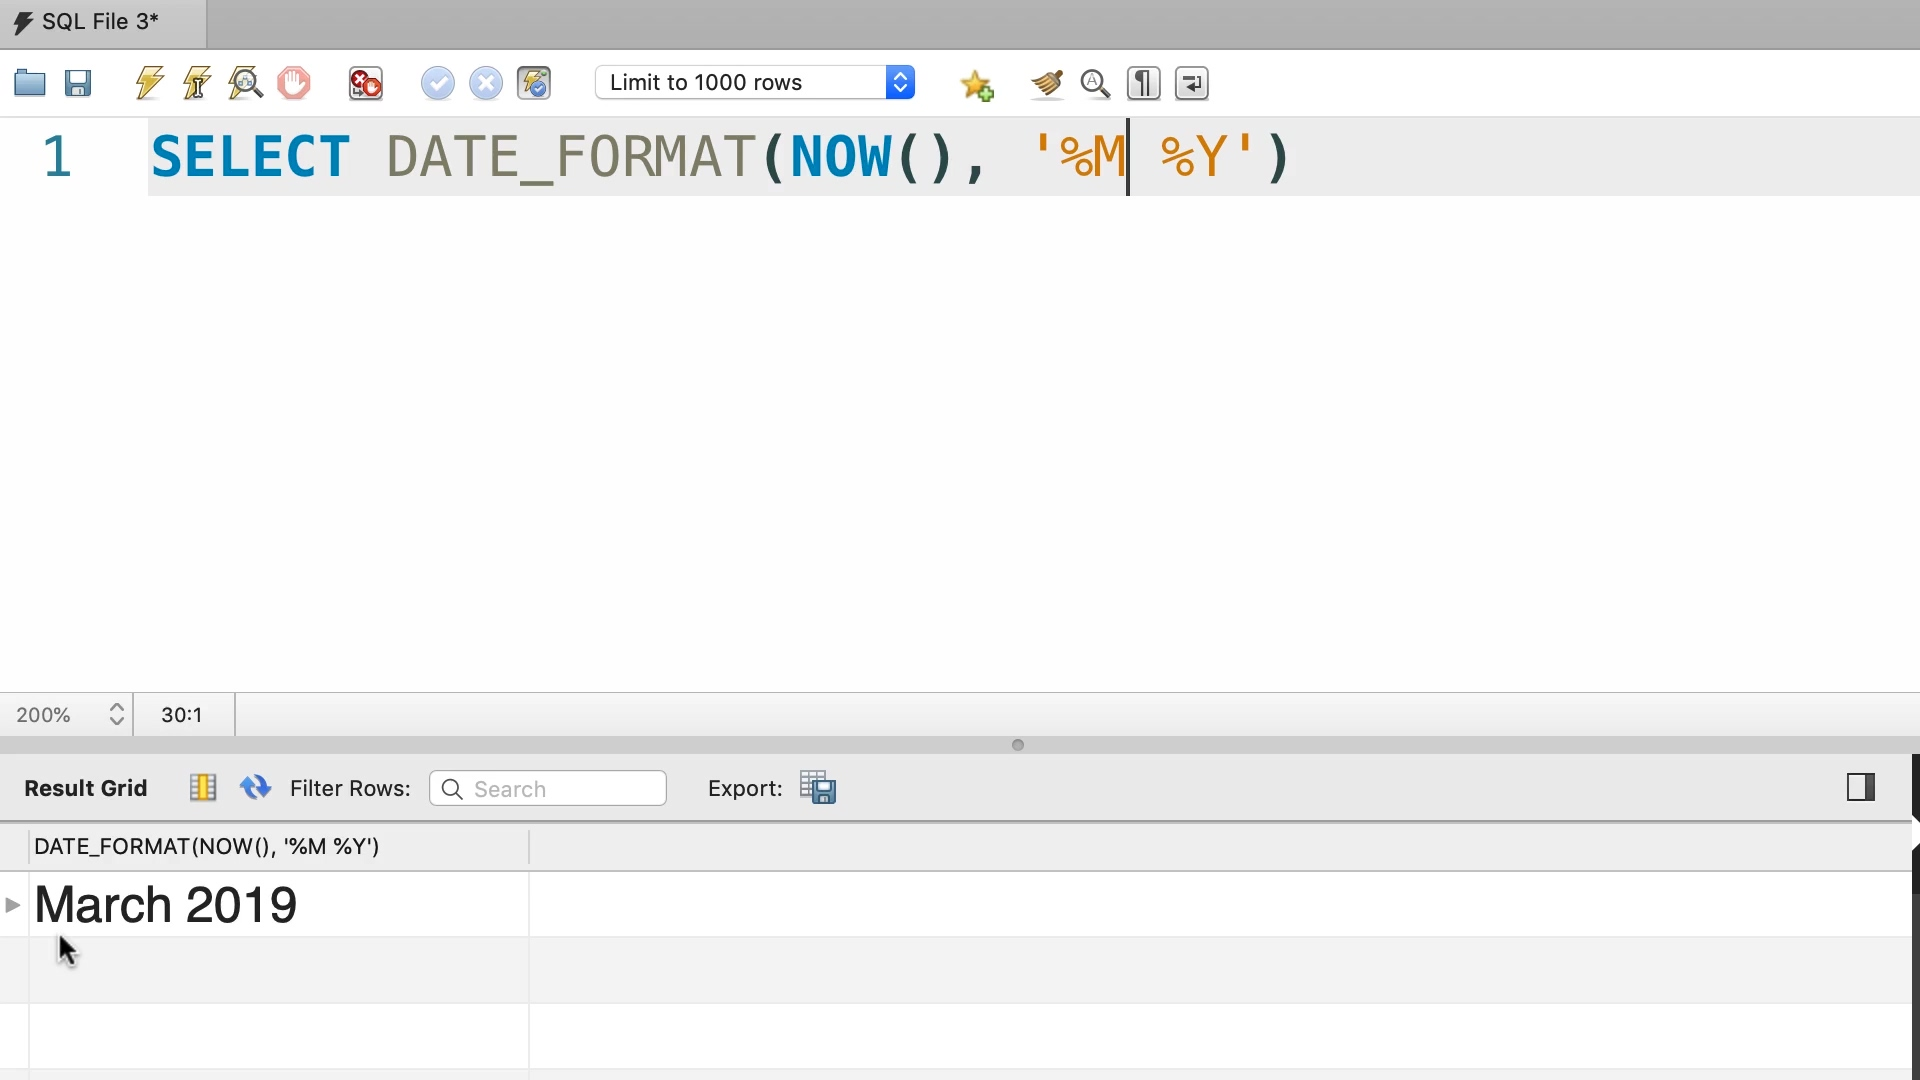 SQL File 3*
Limit to 1000 rows
1 SELECT DATE_FORMAT(NOW(), '%M %Y')
200% 30:1
Result Grid Filter Rows: Search Export:
DATE_FORMAT(NOW(), '%M %Y')
March 2019